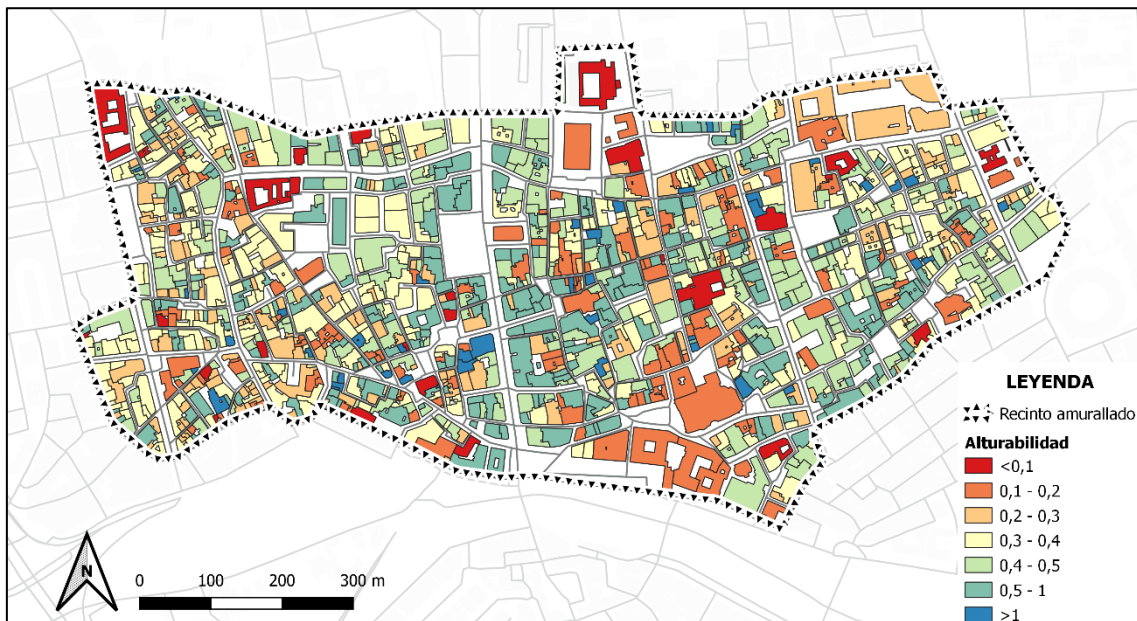 LEYENDA
Recinto amurallado
Alturabilidad
<0,1
0,1 - 0,2
0,2 - 0,3
0,3 - 0,4
0,4 - 0,5
0,5 - 1
>1
N
0 100 200 300 m